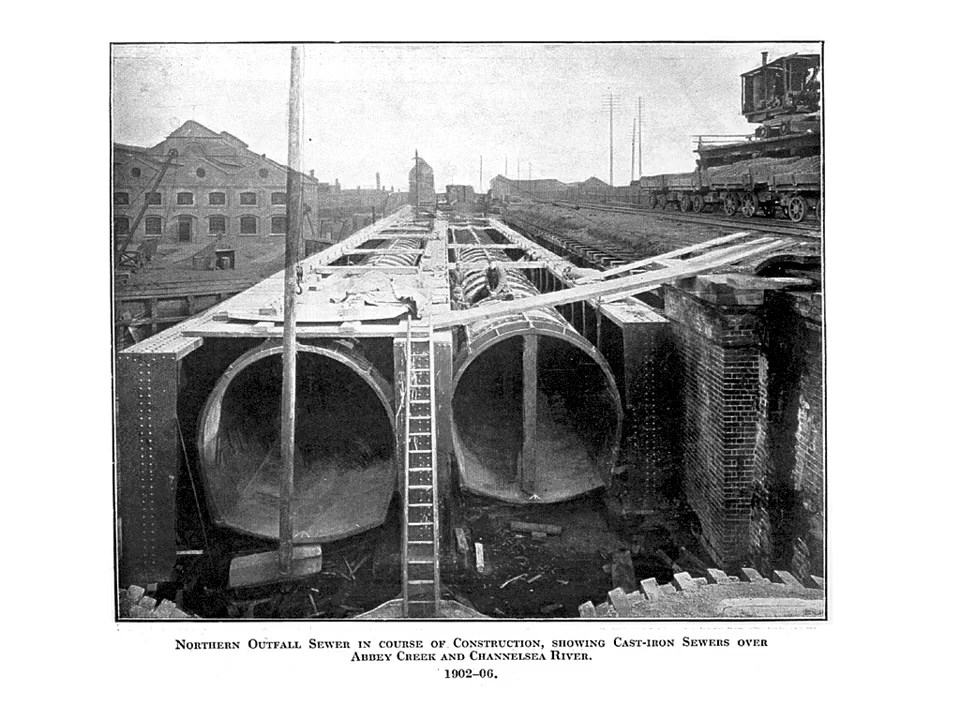 Northern Outfall Sewer in course of Construction, showing Cast-iron Sewers over
Abbey Creek and Channelsea River.
1902–06.